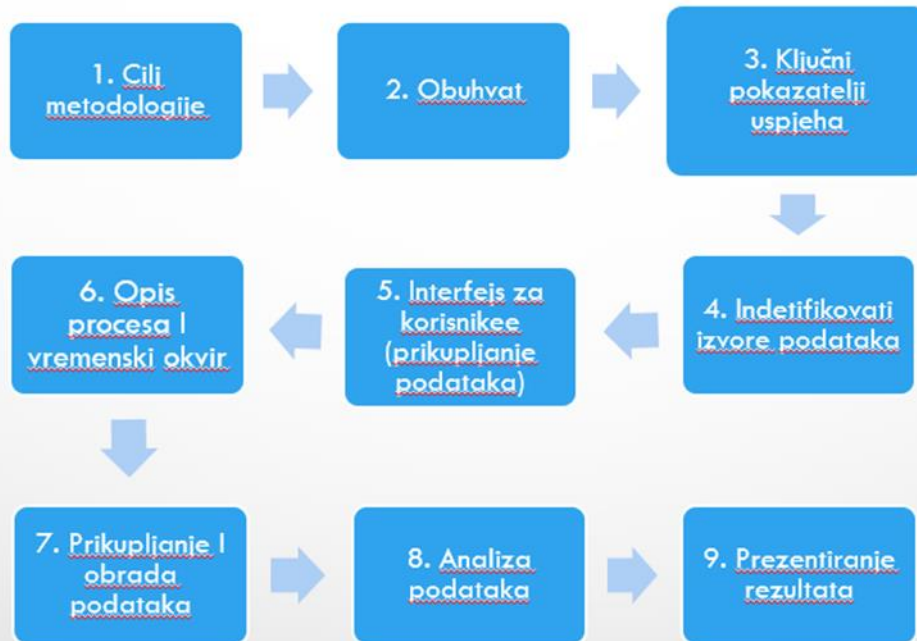 1. Cilj
metodologije
2. Obuhvat
3. Ključni
pokazatelji
uspjeha
4. Indetifikovati
izvore podataka
5. Interfejs za
korisnikee
(prikupljanje
podataka)
6. Opis
procesa I
vremenski okvir
7. Prikupljanje I
obrada
podataka
8. Analiza
podataka
9. Prezentiranje
rezultata